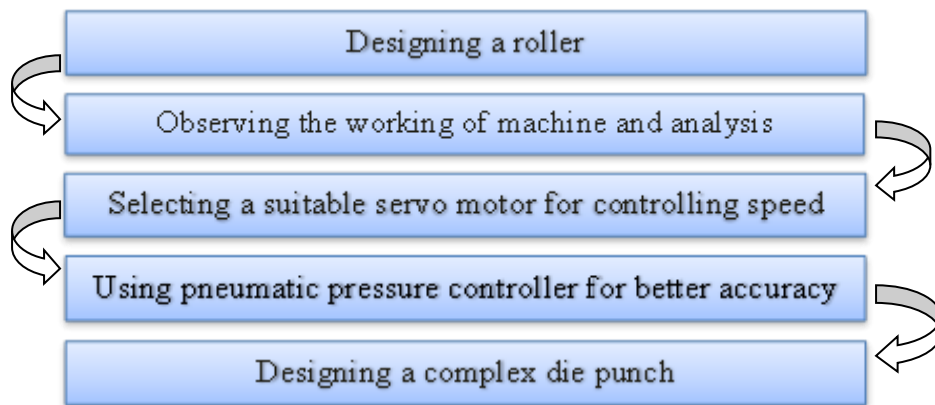 Designing a roller
Observing the working of machine and analysis
Selecting a suitable servo motor for controlling speed
Using pneumatic pressure controller for better accuracy
Designing a complex die punch